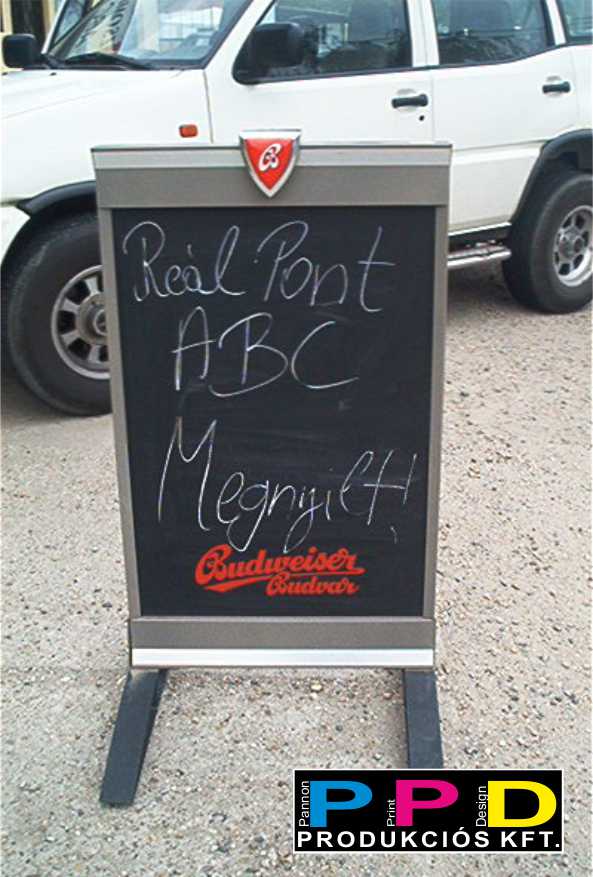 Reál Pont
ABC
Megnyílt!
Budweiser
Budvar
Pannon Print Design
PPD
PRODUKCIÓS KFT.